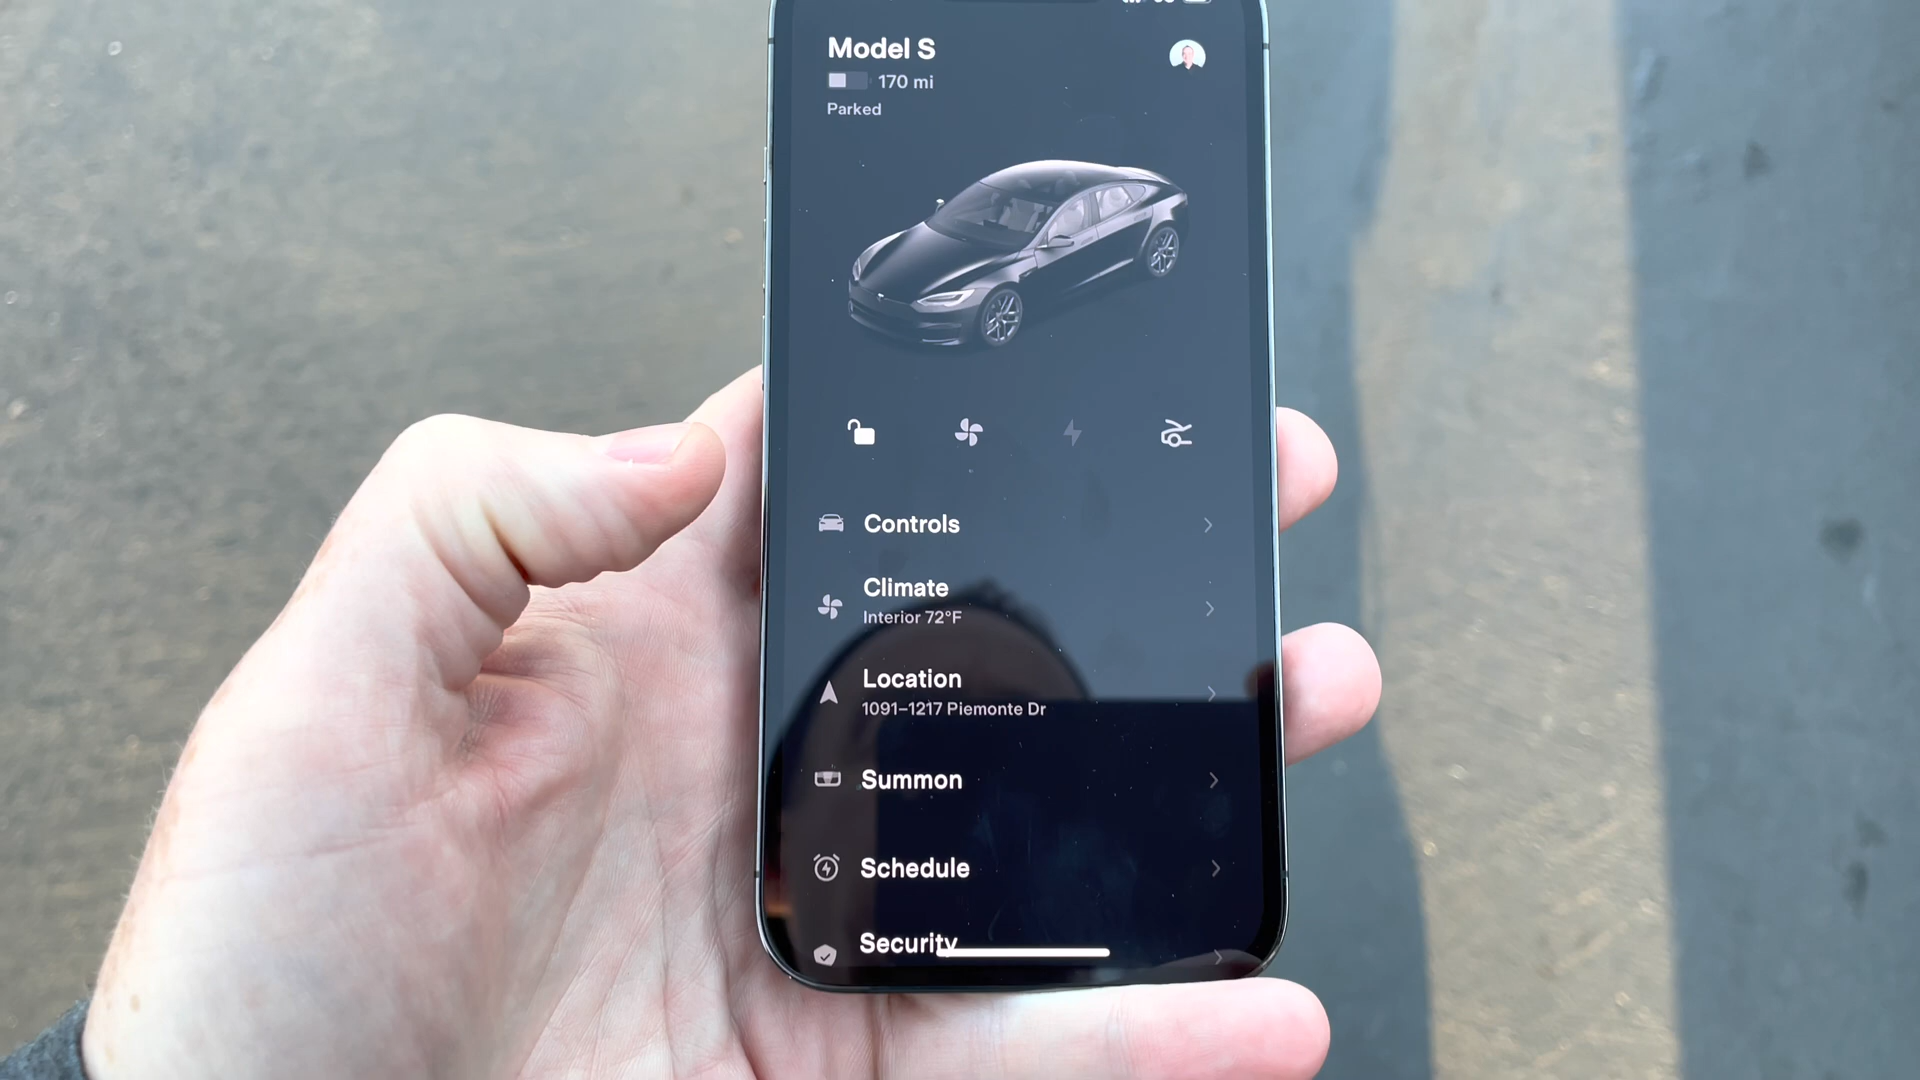 Model S
170 mi
Parked
Controls
Climate
Interior 72°F
Location
1091–1217 Piemonte Dr
Summon
Schedule
Security